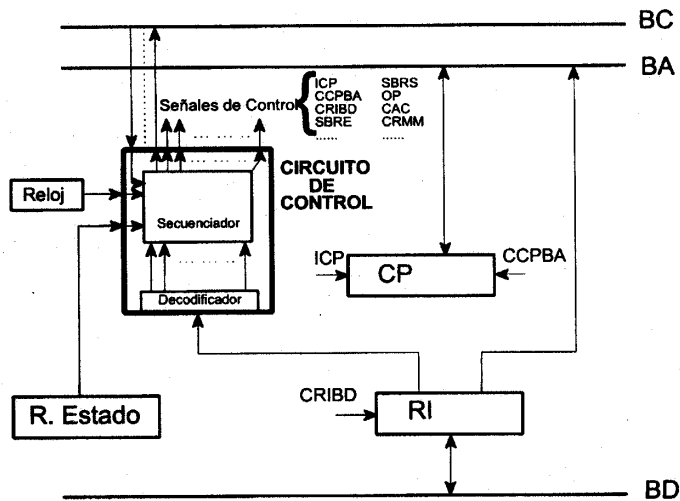 BC
BA
Señales de Control
ICP SBRS
CCPBA OP
CRIBD CAC
SBRE CRMM
...... ......
CIRCUITO
DE
CONTROL
Reloj
Secuenciador
Decodificador
ICP
CP
CCPBA
CRIBD
RI
R. Estado
BD